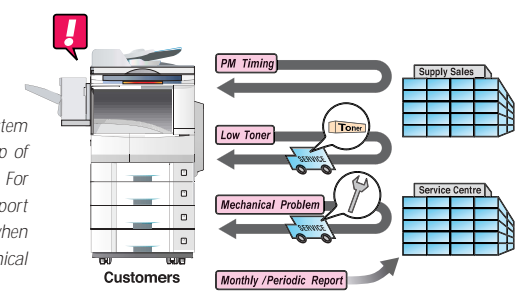 tem
p of
For
port
when
nical
!
PM Timing
Supply Sales
Low Toner
Toner
SERVICE
Service Centre
Mechanical Problem
SERVICE
Monthly / Periodic Report
Customers